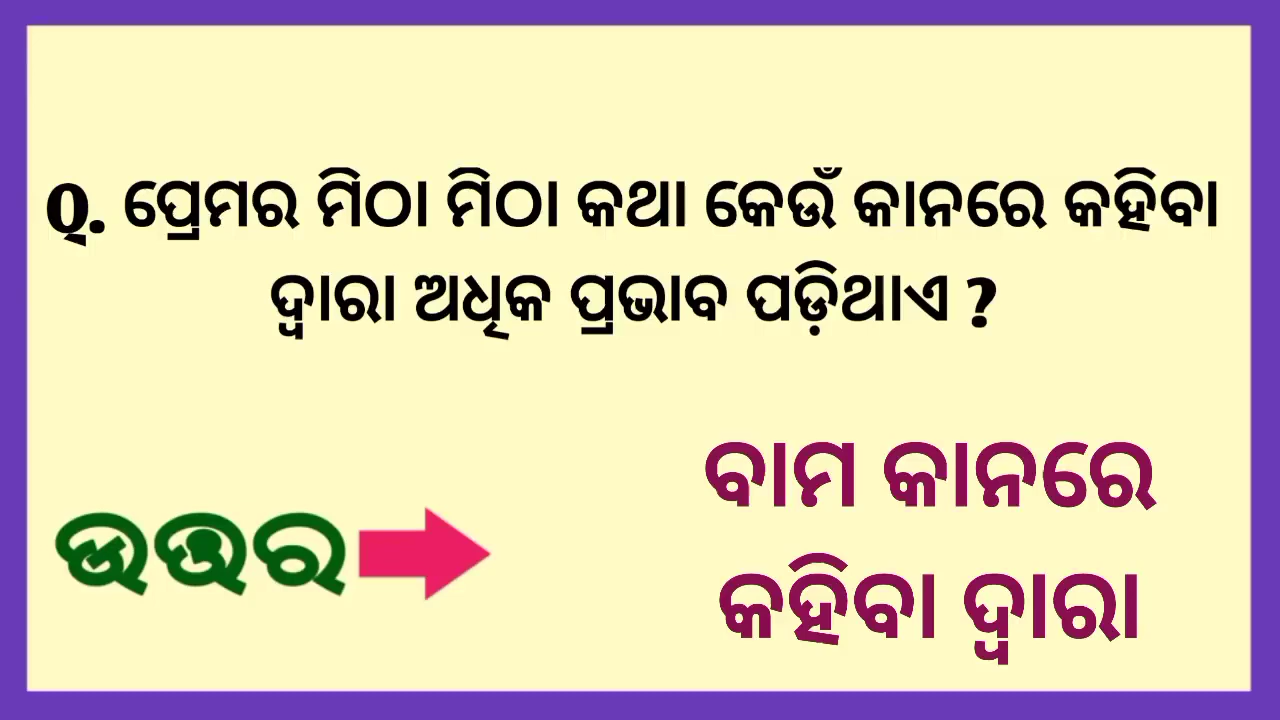 Q. ପ୍ରେମର ମିଠା ମିଠା କଥା କେଉଁ କାନରେ କହିବା
ଦ୍ୱାରା ଅଧିକ ପ୍ରଭାବ ପଡ଼ିଥାଏ ?
ବାମ କାନରେ
ଉତ୍ତର
କହିବା ଦ୍ୱାରା